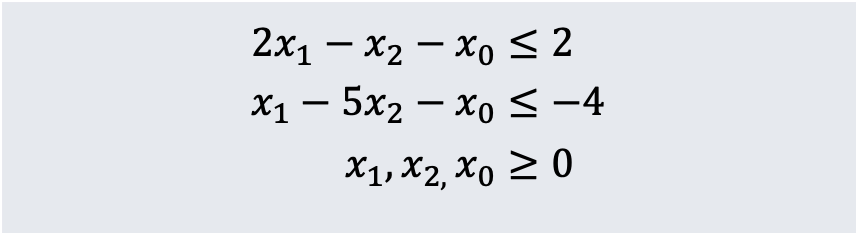 2x₁ − x₂ − x₀ ≤ 2
x₁ − 5x₂ − x₀ ≤ −4
x₁, x₂, x₀ ≥ 0